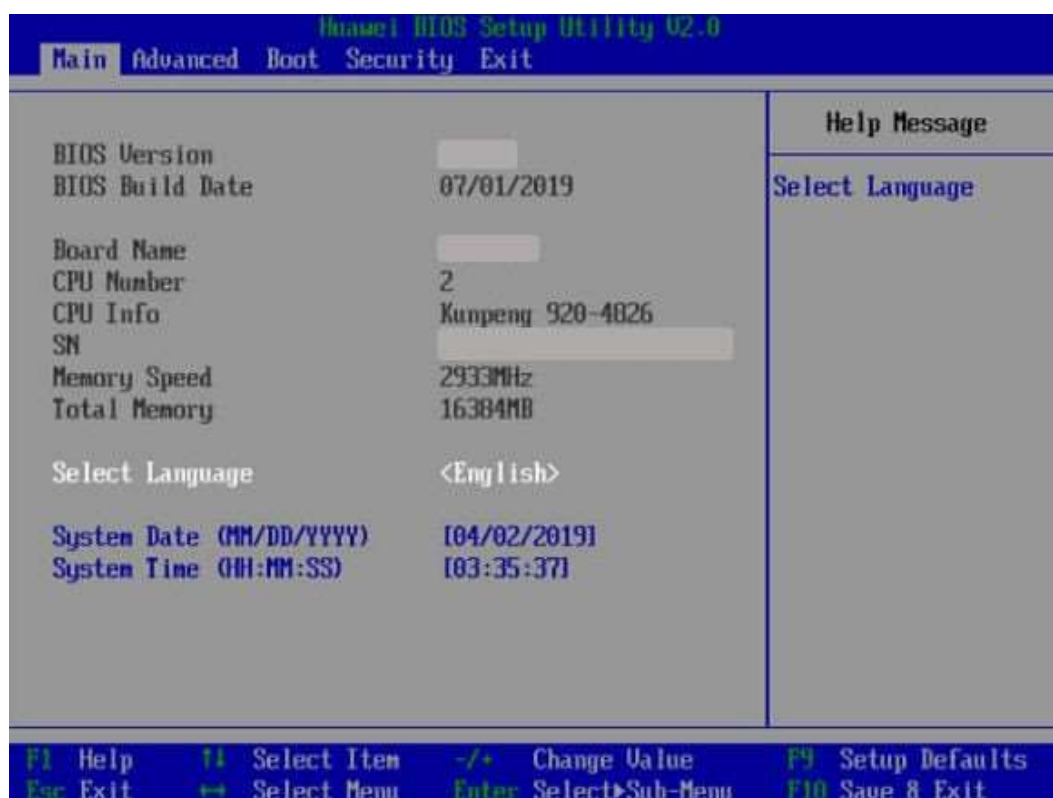 Huawei BIOS Setup Utility V2.0
Main Advanced Boot Security Exit
Help Message
Select Language
BIOS Version
BIOS Build Date 07/01/2019
Board Name
CPU Number 2
CPU Info Kunpeng 920-4826
SN
Memory Speed 2933MHz
Total Memory 16384MB
Select Language <English>
System Date (MM/DD/YYYY) [04/02/2019]
System Time (HH:MM:SS) [03:35:37]
F1 Help ↑↓ Select Item -/+ Change Value F9 Setup Defaults
Esc Exit ↔ Select Menu Enter Select▶Sub-Menu F10 Save & Exit